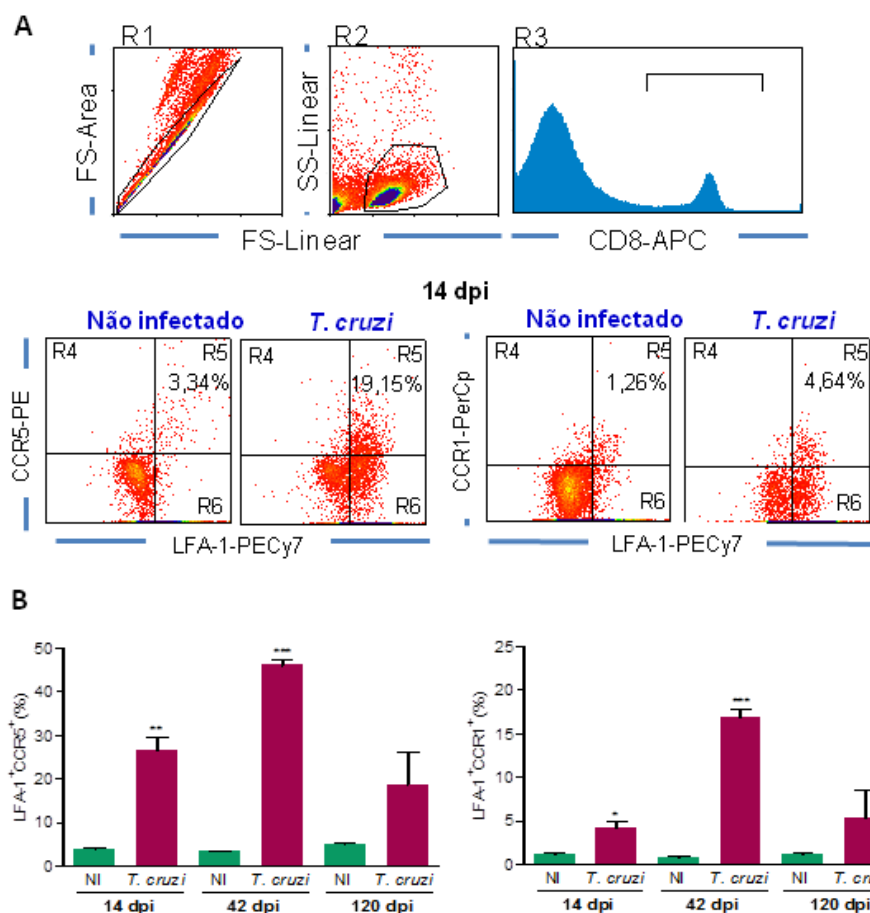 A
R1
R2
R3
FS-Area
SS-Linear
FS-Linear
CD8-APC
14 dpi
Não infectado
T. cruzi
Não infectado
T. cruzi
R4
R5
3,34%
R6
R4
R5
19,15%
R6
R4
R5
1,26%
R6
R4
R5
4,64%
R6
CCR5-PE
CCR1-PerCp
LFA-1-PECy7
LFA-1-PECy7
B
LFA-1+CCR5+ (%)
50
40
30
20
10
0
**
***
NI T. cruzi NI T. cruzi NI T. cruzi
14 dpi 42 dpi 120 dpi
LFA-1+CCR1+ (%)
25
20
15
10
5
0
*
***
NI T. cruzi NI T. cruzi NI T. cru
14 dpi 42 dpi 120 dpi